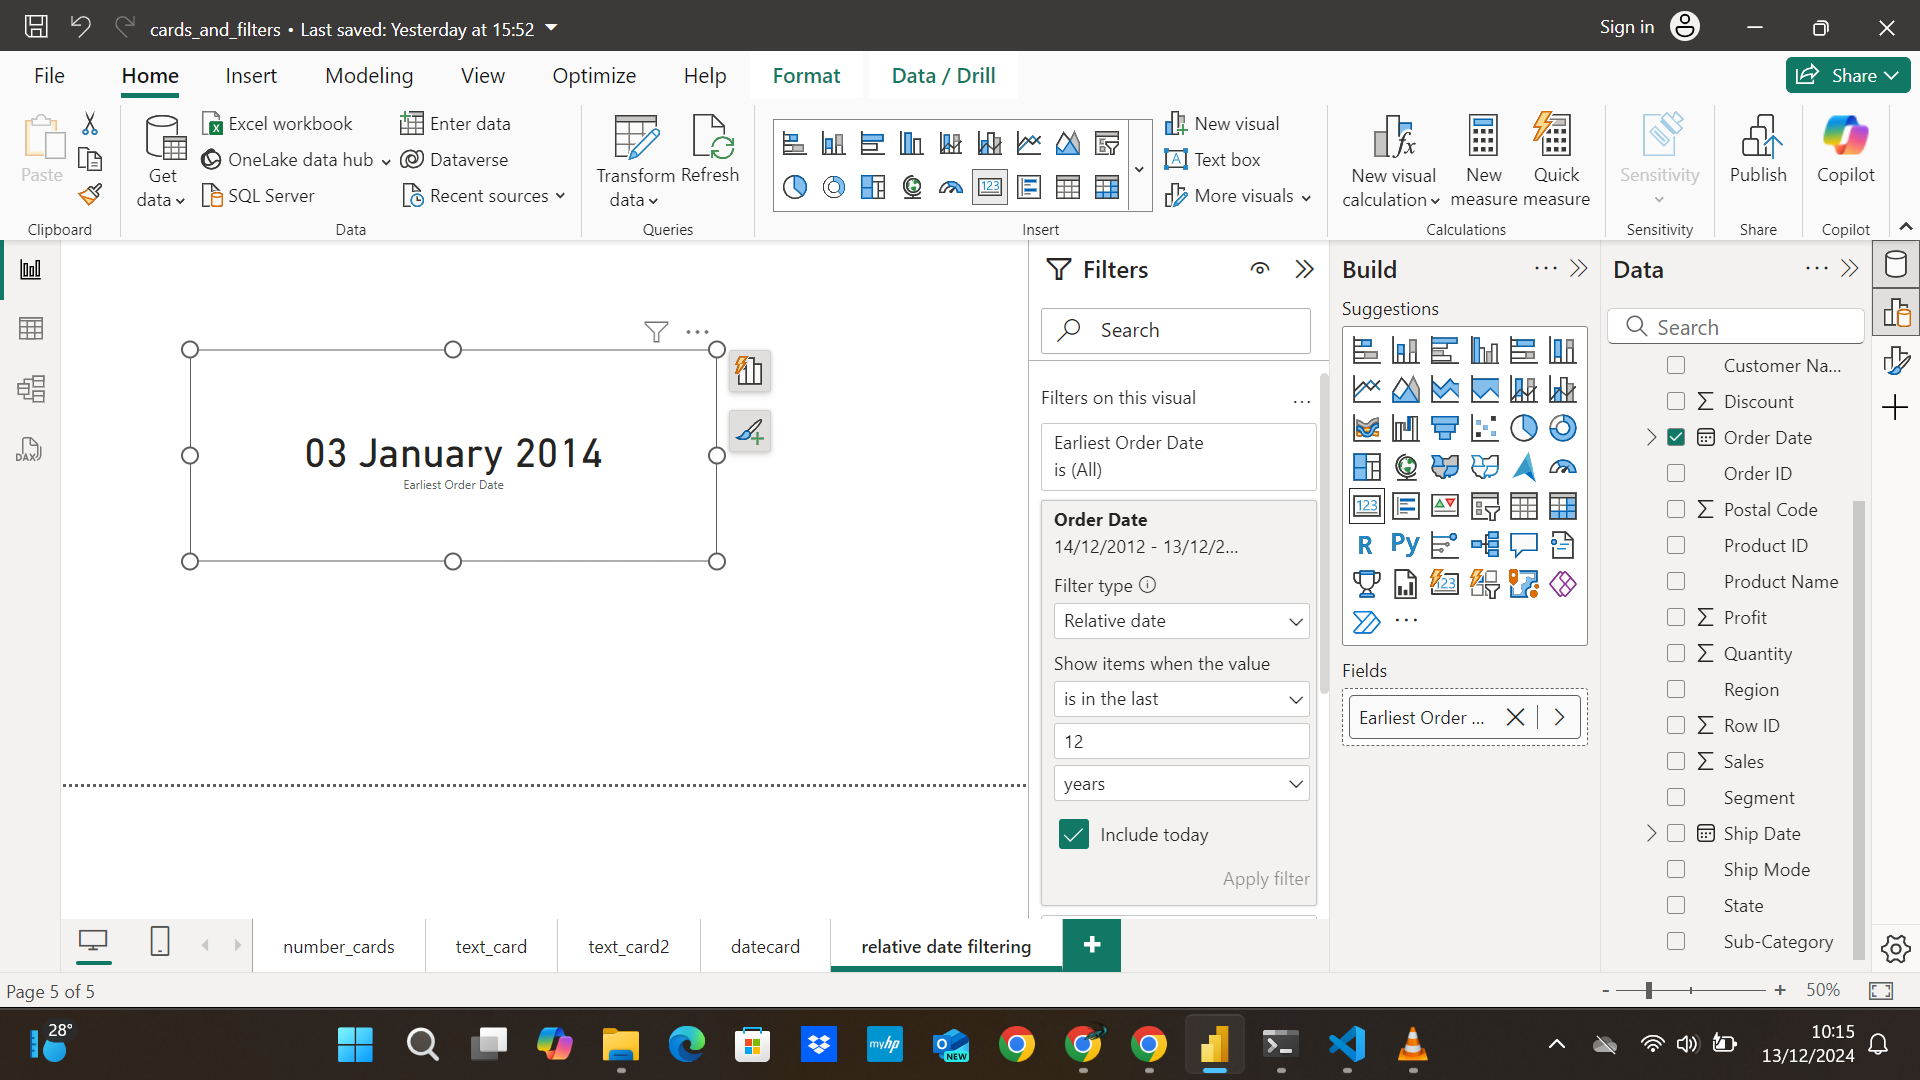 cards_and_filters • Last saved: Yesterday at 15:52
Sign in
File Home Insert Modeling View Optimize Help Format Data / Drill
Share
Paste
Clipboard
Get data
Excel workbook
OneLake data hub
SQL Server
Enter data
Dataverse
Recent sources
Data
Transform data
Refresh
Queries
New visual
Text box
More visuals
Insert
New visual calculation
New measure
Quick measure
Calculations
Sensitivity
Sensitivity
Publish
Share
Copilot
Copilot
DAX
03 January 2014
Earliest Order Date
Filters
Search
Filters on this visual
Earliest Order Date
is (All)
Order Date
14/12/2012 - 13/12/2...
Filter type
Relative date
Show items when the value
is in the last
12
years
Include today
Apply filter
Build
Suggestions
123
R
Py
123
Fields
Earliest Order ...
Data
Search
Customer Na...
Discount
Order Date
Order ID
Postal Code
Product ID
Product Name
Profit
Quantity
Region
Row ID
Sales
Segment
Ship Date
Ship Mode
State
Sub-Category
number_cards text_card text_card2 datecard relative date filtering
Page 5 of 5
- + 50%
28°
myhp
NEW
10:15
13/12/2024